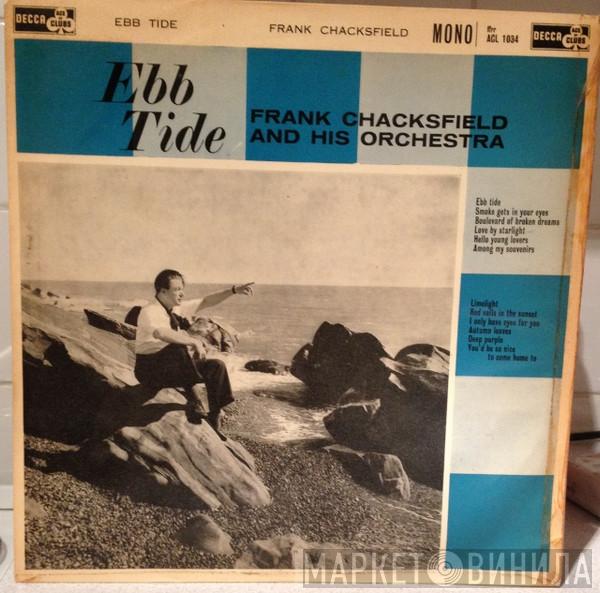 DECCA ACE OF CLUBS
EBB TIDE
FRANK CHACKSFIELD
MONO
ffrr
ACL 1034
DECCA ACE OF CLUBS
Ebb
Tide
FRANK CHACKSFIELD
AND HIS ORCHESTRA
Ebb tide
Smoke gets in your eyes
Boulevard of broken dreams
Love by starlight
Hello young lovers
Among my souvenirs
Limelight
Red sails in the sunset
I only have eyes for you
Autumn leaves
Deep purple
You'd be so nice
to come home to
МАРКЕТ ВИНИЛА